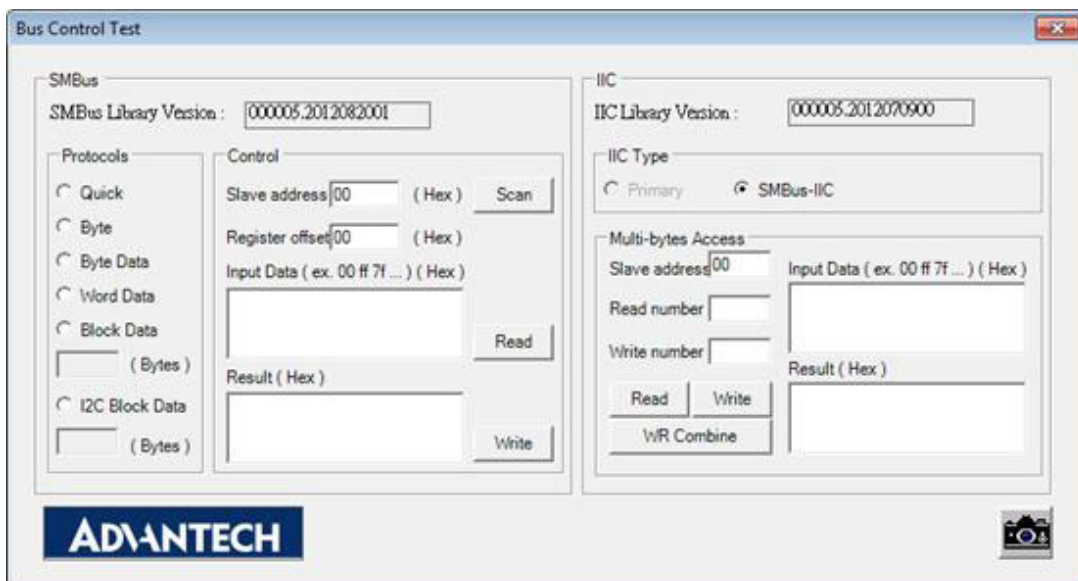 Bus Control Test
SMBus
SMBus Library Version : 000005.2012082001
Protocols
Quick
Byte
Byte Data
Word Data
Block Data
( Bytes )
I2C Block Data
( Bytes )
Control
Slave address 00 ( Hex ) Scan
Register offset 00 ( Hex )
Input Data ( ex. 00 ff 7f ... ) ( Hex )
Read
Result ( Hex )
Write
IIC
IIC Library Version : 000005.2012070900
IIC Type
Primary SMBus-IIC
Multi-bytes Access
Slave address 00
Read number
Write number
Read Write
WR Combine
Input Data ( ex. 00 ff 7f ... ) ( Hex )
Result ( Hex )
ADVANTECH